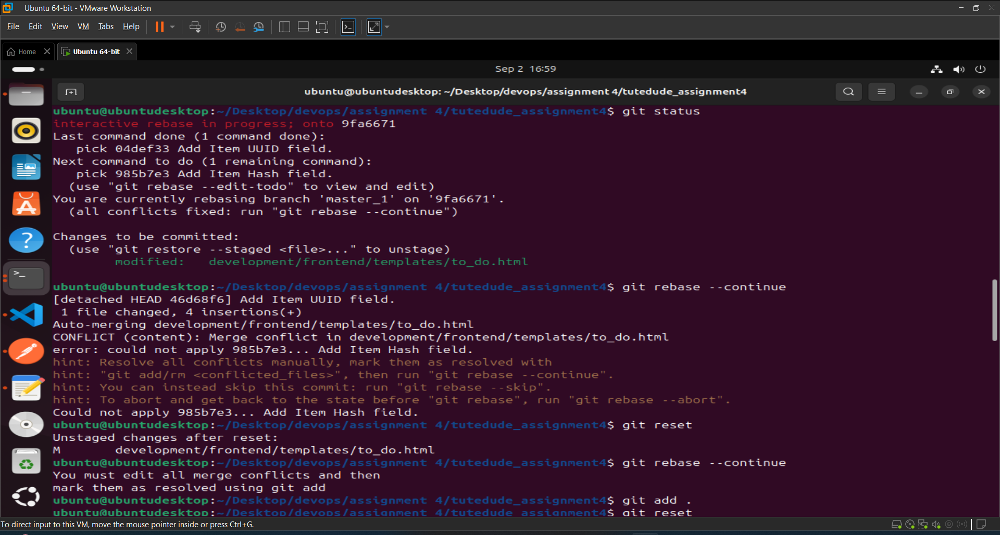 Ubuntu 64-bit - VMware Workstation
File Edit View VM Tabs Help
Home
Ubuntu 64-bit
Sep 2 16:59
ubuntu@ubuntudesktop: ~/Desktop/devops/assignment 4/tutedude_assignment4
ubuntu@ubuntudesktop:~/Desktop/devops/assignment 4/tutedude_assignment4$ git status
interactive rebase in progress; onto 9fa6671
Last command done (1 command done):
   pick 04def33 Add Item UUID field.
Next command to do (1 remaining command):
   pick 985b7e3 Add Item Hash field.
  (use "git rebase --edit-todo" to view and edit)
You are currently rebasing branch 'master_1' on '9fa6671'.
  (all conflicts fixed: run "git rebase --continue")
Changes to be committed:
  (use "git restore --staged <file>..." to unstage)
        modified:   development/frontend/templates/to_do.html
ubuntu@ubuntudesktop:~/Desktop/devops/assignment 4/tutedude_assignment4$ git rebase --continue
[detached HEAD 46d68f6] Add Item UUID field.
 1 file changed, 4 insertions(+)
Auto-merging development/frontend/templates/to_do.html
CONFLICT (content): Merge conflict in development/frontend/templates/to_do.html
error: could not apply 985b7e3... Add Item Hash field.
hint: Resolve all conflicts manually, mark them as resolved with
hint: "git add/rm <conflicted_files>", then run "git rebase --continue".
hint: You can instead skip this commit: run "git rebase --skip".
hint: To abort and get back to the state before "git rebase", run "git rebase --abort".
Could not apply 985b7e3... Add Item Hash field.
ubuntu@ubuntudesktop:~/Desktop/devops/assignment 4/tutedude_assignment4$ git reset
Unstaged changes after reset:
M       development/frontend/templates/to_do.html
ubuntu@ubuntudesktop:~/Desktop/devops/assignment 4/tutedude_assignment4$ git rebase --continue
You must edit all merge conflicts and then
mark them as resolved using git add
ubuntu@ubuntudesktop:~/Desktop/devops/assignment 4/tutedude_assignment4$ git add .
ubuntu@ubuntudesktop:~/Desktop/devops/assignment 4/tutedude_assignment4$ git reset
To direct input to this VM, move the mouse pointer inside or press Ctrl+G.